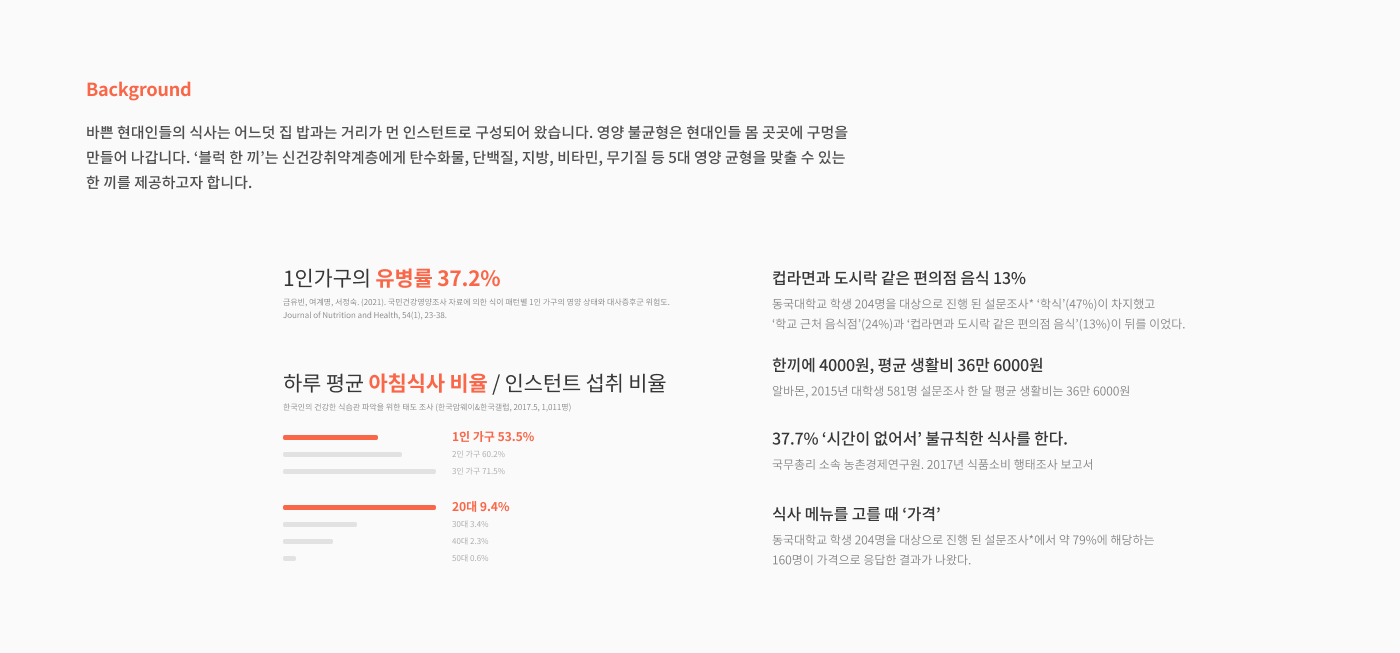 Background
바쁜 현대인들의 식사는 어느덧 집 밥과는 거리가 먼 인스턴트로 구성되어 왔습니다. 영양 불균형은 현대인들 몸 곳곳에 구멍을
만들어 나갑니다. ‘블럭 한 끼’는 신건강취약계층에게 탄수화물, 단백질, 지방, 비타민, 무기질 등 5대 영양 균형을 맞출 수 있는
한 끼를 제공하고자 합니다.
1인가구의 유병률 37.2%
금유빈, 여계명, 서정숙. (2021). 국민건강영양조사 자료에 의한 식이 패턴별 1인 가구의 영양 상태와 대사증후군 위험도.
Journal of Nutrition and Health, 54(1), 23-38.
하루 평균 아침식사 비율 / 인스턴트 섭취 비율
한국인의 건강한 식습관 파악을 위한 태도 조사 (한국암웨이&한국갤럽, 2017.5, 1,011명)
1인 가구 53.5%
2인 가구 60.2%
3인 가구 71.5%
20대 9.4%
30대 3.4%
40대 2.3%
50대 0.6%
컵라면과 도시락 같은 편의점 음식 13%
동국대학교 학생 204명을 대상으로 진행 된 설문조사* ‘학식’(47%)이 차지했고
‘학교 근처 음식점’(24%)과 ‘컵라면과 도시락 같은 편의점 음식’(13%)이 뒤를 이었다.
한끼에 4000원, 평균 생활비 36만 6000원
알바몬, 2015년 대학생 581명 설문조사 한 달 평균 생활비는 36만 6000원
37.7% ‘시간이 없어서’ 불규칙한 식사를 한다.
국무총리 소속 농촌경제연구원. 2017년 식품소비 행태조사 보고서
식사 메뉴를 고를 때 ‘가격’
동국대학교 학생 204명을 대상으로 진행 된 설문조사*에서 약 79%에 해당하는
160명이 가격으로 응답한 결과가 나왔다.